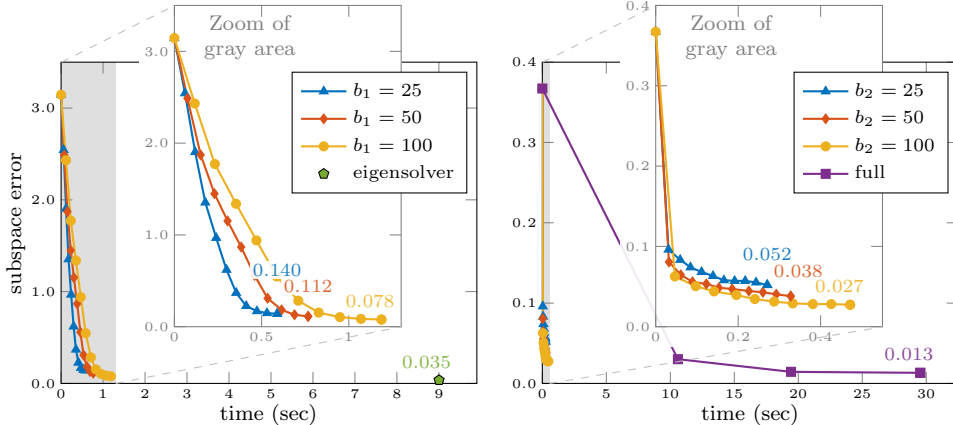 0.4
Zoom of
gray area
3.0
2.0
1.0
0.0
0
0.5
1
b₁ = 25
b₁ = 50
b₁ = 100
eigensolver
0.140
0.112
0.078
0.035
subspace error
3.0
2.0
1.0
0.0
0 1 2 2 3 4 5 6 7 8 9
time (sec)
Zoom of
gray area
0.3
0.2
0.1
0.0
0
0.2
0.4
b₂ = 25
b₂ = 50
b₂ = 100
full
0.052
0.038
0.027
0.013
0.4
0.3
0.2
0.1
0.0
0 5 10 15 20 25 30
time (sec)